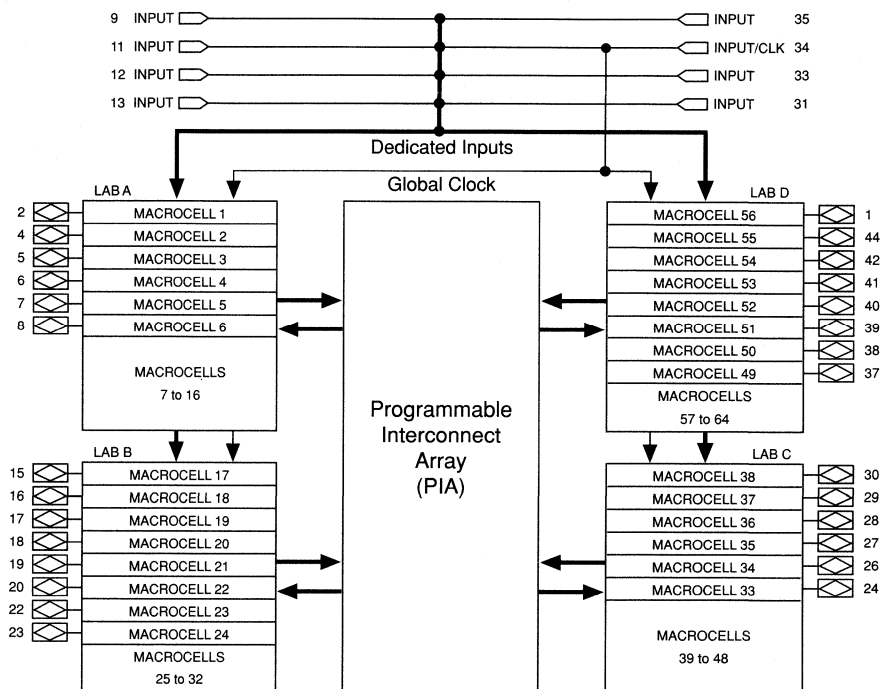 9 INPUT INPUT 35
11 INPUT INPUT/CLK 34
12 INPUT INPUT 33
13 INPUT INPUT 31
Dedicated Inputs
Global Clock
LAB A
2 MACROCELL 1
4 MACROCELL 2
5 MACROCELL 3
6 MACROCELL 4
7 MACROCELL 5
8 MACROCELL 6
MACROCELLS
7 to 16
LAB B
15 MACROCELL 17
16 MACROCELL 18
17 MACROCELL 19
18 MACROCELL 20
19 MACROCELL 21
20 MACROCELL 22
22 MACROCELL 23
23 MACROCELL 24
MACROCELLS
25 to 32
Programmable
Interconnect
Array
(PIA)
LAB D
MACROCELL 56 1
MACROCELL 55 44
MACROCELL 54 42
MACROCELL 53 41
MACROCELL 52 40
MACROCELL 51 39
MACROCELL 50 38
MACROCELL 49 37
MACROCELLS
57 to 64
LAB C
MACROCELL 38 30
MACROCELL 37 29
MACROCELL 36 28
MACROCELL 35 27
MACROCELL 34 26
MACROCELL 33 24
MACROCELLS
39 to 48